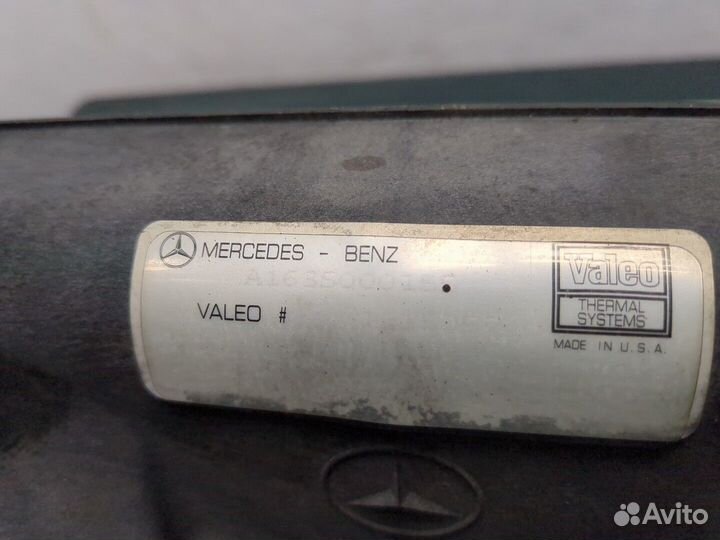 MERCEDES - BENZ
VALEO #
Valeo
THERMAL
SYSTEMS
MADE IN U.S.A.
Avito